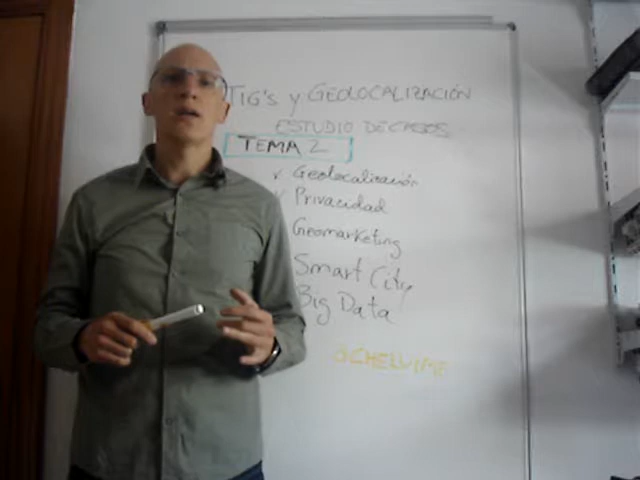 TIG's y GEOLOCALIZACIÓN
ESTUDIO DE CASOS
TEMA 2
✓ Geolocalización
✓ Privacidad
Geomarketing
Smart City
Big Data